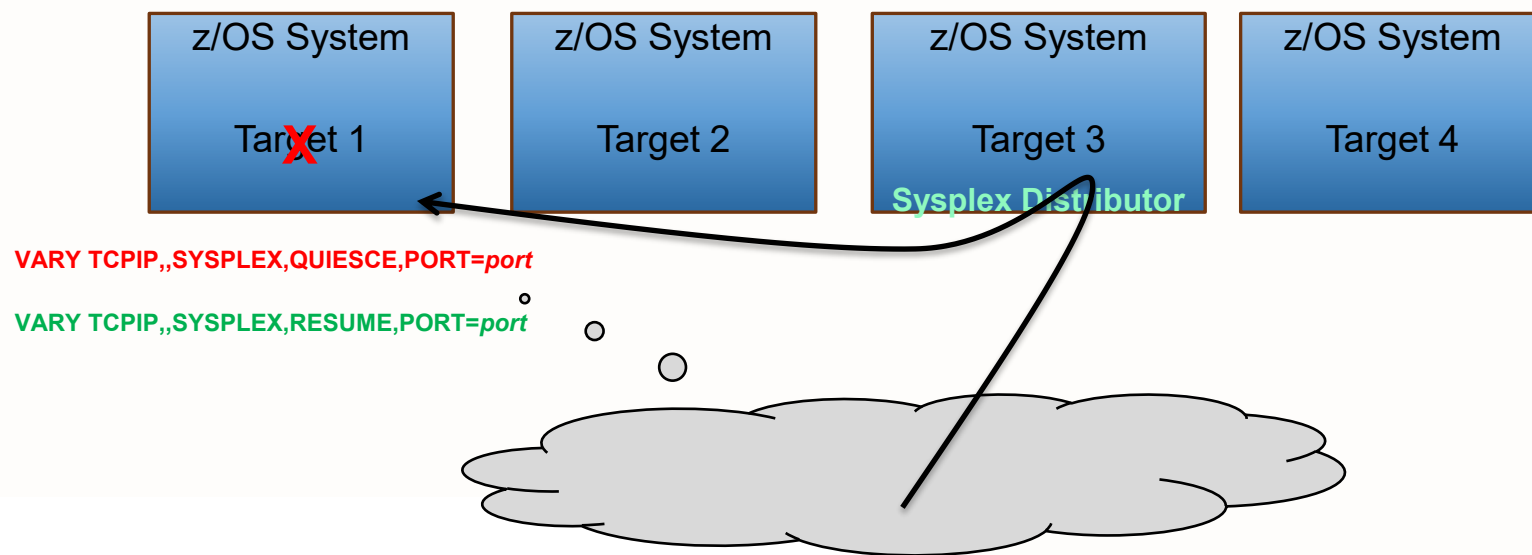 z/OS System
Target 1
X
z/OS System
Target 2
z/OS System
Target 3
Sysplex Distributor
z/OS System
Target 4
VARY TCPIP,,SYSPLEX,QUIESCE,PORT=port
VARY TCPIP,,SYSPLEX,RESUME,PORT=port